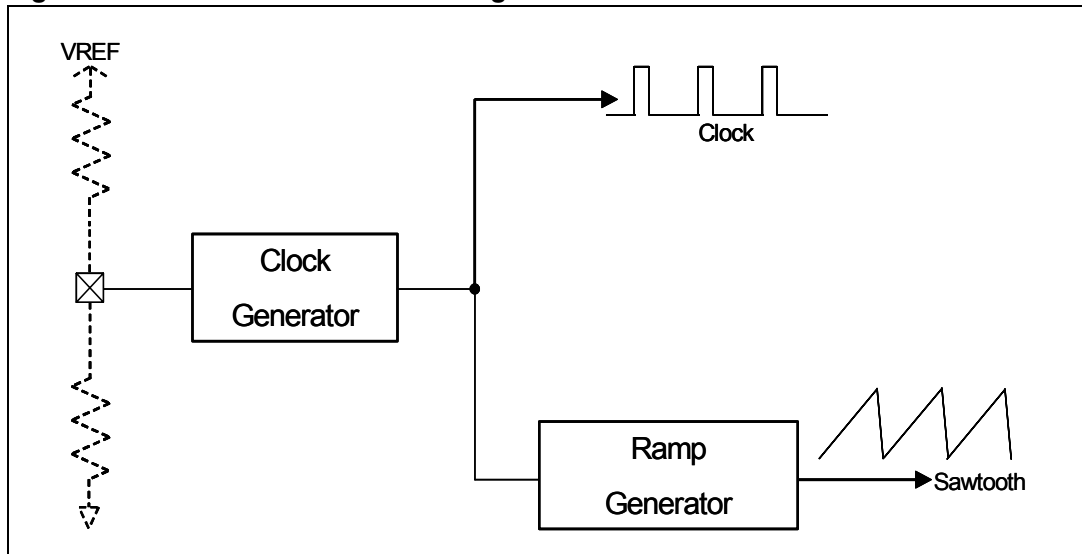 VREF
Clock
Clock
Generator
Ramp
Generator
Sawtooth